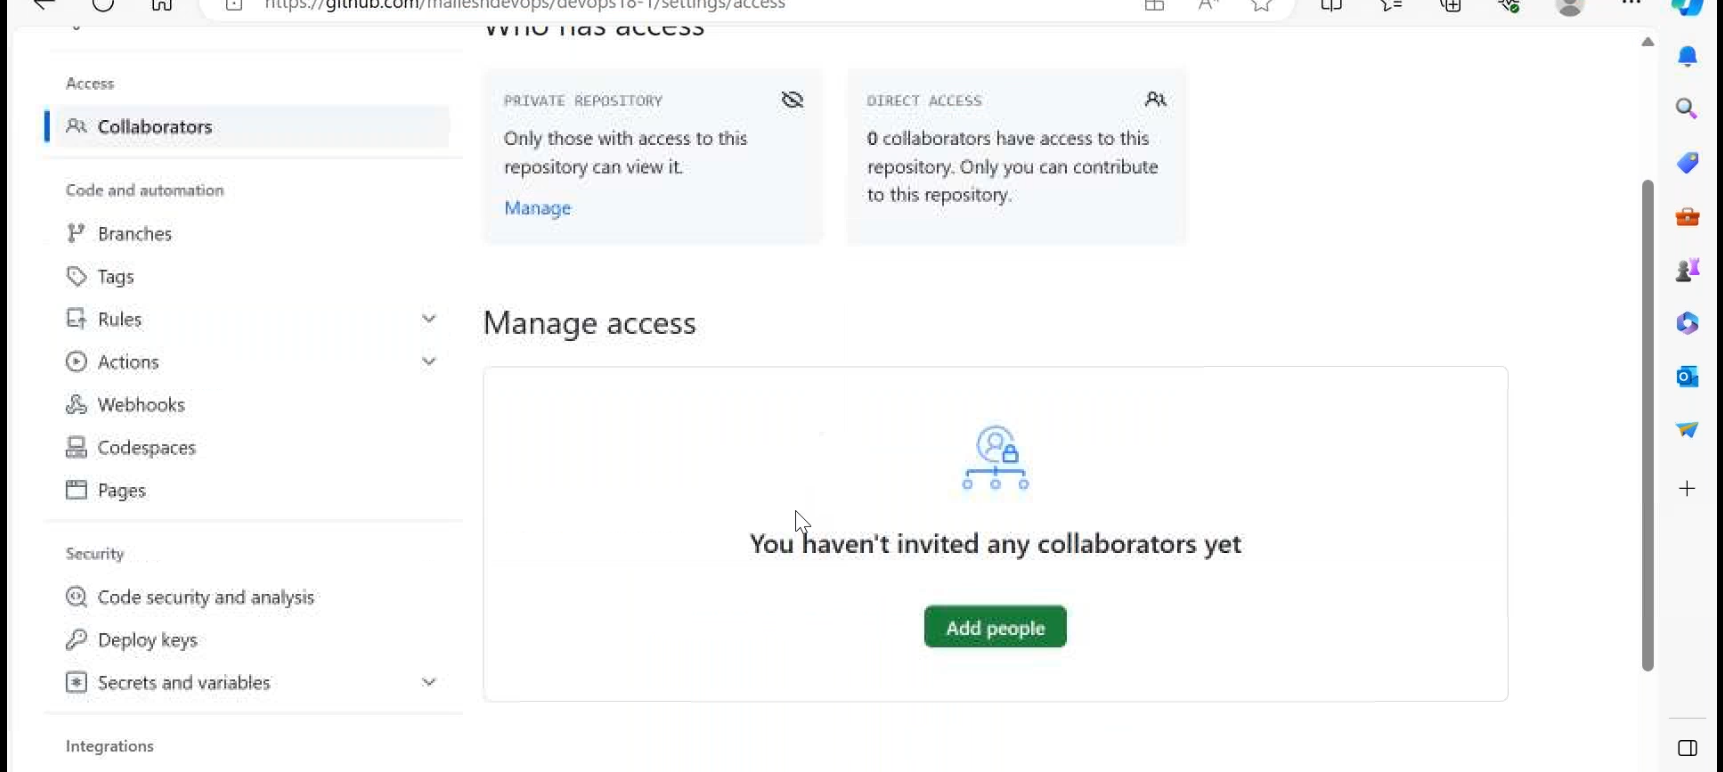 https://github.com/maileshdevops/devops18-1/settings/access
Who has access
Access
Collaborators
Code and automation
Branches
Tags
Rules
Actions
Webhooks
Codespaces
Pages
Security
Code security and analysis
Deploy keys
Secrets and variables
Integrations
PRIVATE REPOSITORY
Only those with access to this
repository can view it.
Manage
DIRECT ACCESS
0 collaborators have access to this
repository. Only you can contribute
to this repository.
Manage access
You haven't invited any collaborators yet
Add people